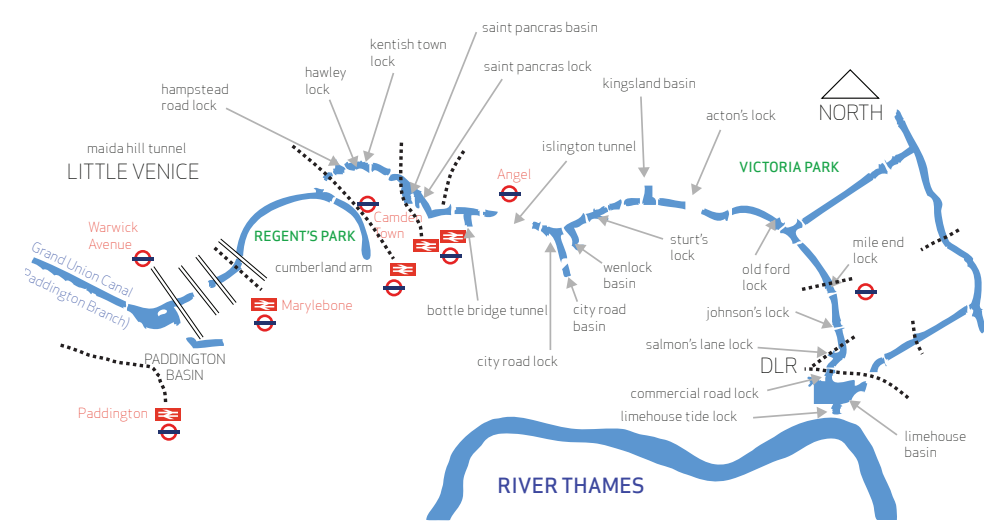 saint pancras basin
kentish town
lock
saint pancras lock
hawley
lock
kingsland basin
hampstead
road lock
NORTH
acton's lock
maida hill tunnel
LITTLE VENICE
islington tunnel
VICTORIA PARK
Angel
Camden
Town
Warwick
Avenue
REGENT'S PARK
sturt's
lock
mile end
lock
Grand Union Canal
Paddington Branch)
cumberland arm
wenlock
basin
old ford
lock
Marylebone
bottle bridge tunnel
city road
basin
johnson's lock
salmon's lane lock
PADDINGTON
BASIN
city road lock
DLR
commercial road lock
Paddington
limehouse tide lock
limehouse
basin
RIVER THAMES